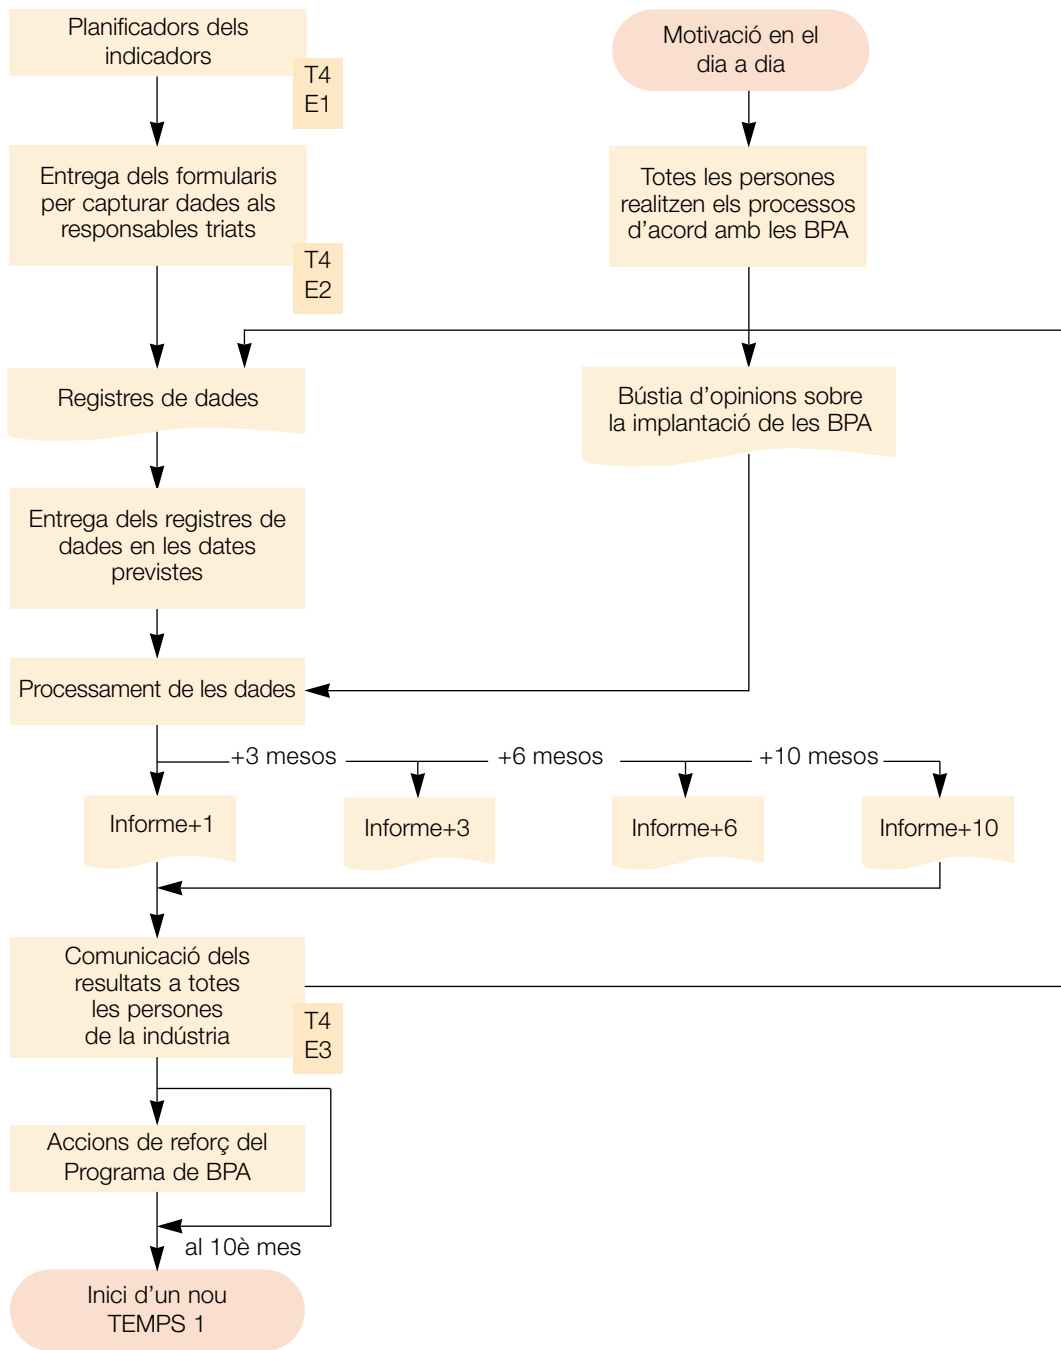 Planificadors dels
indicadors
T4
E1
Motivació en el
dia a dia
Entrega dels formularis
per capturar dades als
responsables triats
T4
E2
Totes les persones
realitzen els processos
d’acord amb les BPA
Registres de dades
Bústia d’opinions sobre
la implantació de les BPA
Entrega dels registres de
dades en les dates
previstes
Processament de les dades
+3 mesos
+6 mesos
+10 mesos
Informe+1
Informe+3
Informe+6
Informe+10
Comunicació dels
resultats a totes
les persones
de la indústria
T4
E3
Accions de reforç del
Programa de BPA
al 10è mes
Inici d’un nou
TEMPS 1